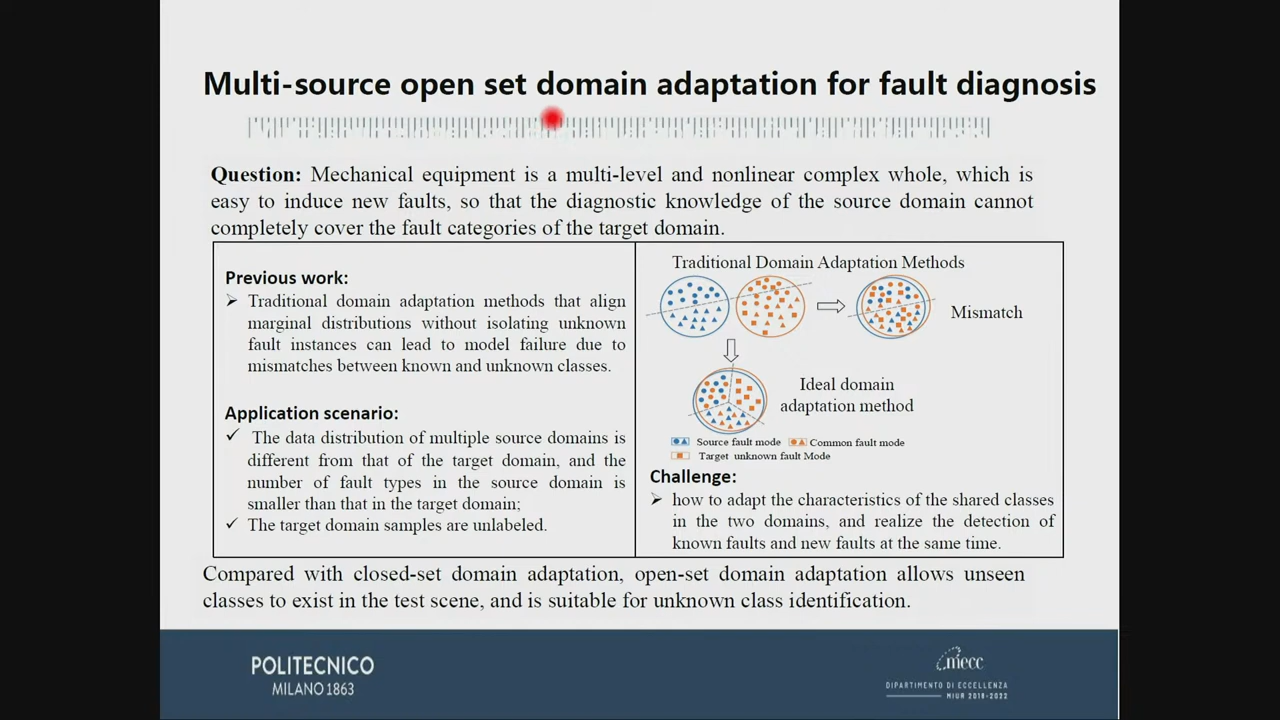 Multi-source open set domain adaptation for fault diagnosis
Question: Mechanical equipment is a multi-level and nonlinear complex whole, which is
easy to induce new faults, so that the diagnostic knowledge of the source domain cannot
completely cover the fault categories of the target domain.
Previous work:
➢ Traditional domain adaptation methods that align
marginal distributions without isolating unknown
fault instances can lead to model failure due to
mismatches between known and unknown classes.
Application scenario:
✓ The data distribution of multiple source domains is
different from that of the target domain, and the
number of fault types in the source domain is
smaller than that in the target domain;
✓ The target domain samples are unlabeled.
Traditional Domain Adaptation Methods
Mismatch
Ideal domain
adaptation method
Source fault mode
Common fault mode
Target unknown fault Mode
Challenge:
➢ how to adapt the characteristics of the shared classes
in the two domains, and realize the detection of
known faults and new faults at the same time.
Compared with closed-set domain adaptation, open-set domain adaptation allows unseen
classes to exist in the test scene, and is suitable for unknown class identification.
POLITECNICO
MILANO 1863
mecc
DIPARTIMENTO DI ECCELLENZA
MIUR 2018-2022